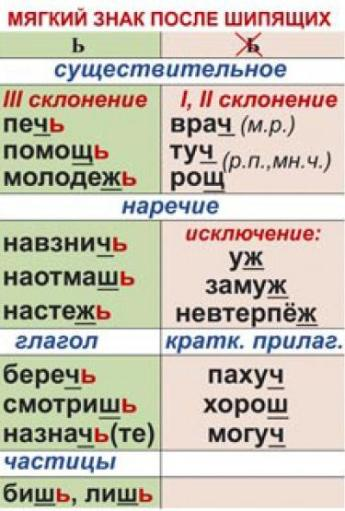 МЯГКИЙ ЗНАК ПОСЛЕ ШИПЯЩИХ
Ь Ь
существительное
III склонение I, II склонение
печь врач (м.р.)
помощь туч (р.п.,мн.ч.)
молодежь рощ
наречие
навзничь исключение:
наотмашь уж
настежь замуж
невтерпёж
глагол кратк. прилаг.
беречь пахуч
смотришь хорош
назначь(те) могуч
частицы
бишь, лишь